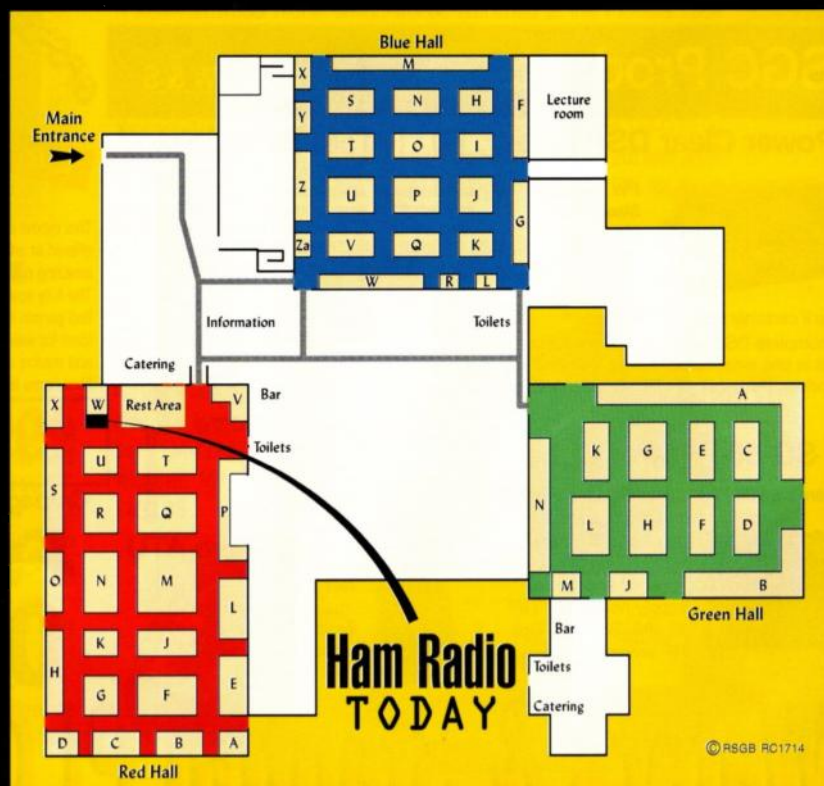 Blue Hall
M
X
S
N
H
F
Lecture
room
Y
Main
Entrance
T
O
I
Z
U
P
J
G
Za
V
Q
K
W
R
L
Information
Toilets
Catering
X
W
Rest Area
V
Bar
Toilets
U
T
S
R
Q
P
O
N
M
L
K
J
H
G
F
E
D
C
B
A
Red Hall
A
K
G
E
C
N
L
H
F
D
M
J
B
Green Hall
Bar
Toilets
Catering
Ham Radio
TODAY
© RSGB RC1714